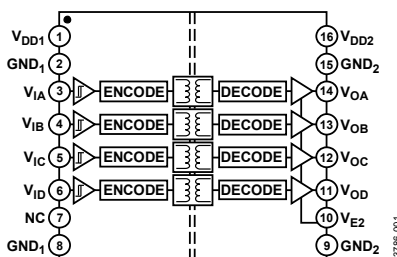 VDD1 1 16 VDD2
GND1 2 15 GND2
VIA 3 ENCODE DECODE 14 VOA
VIB 4 ENCODE DECODE 13 VOB
VIC 5 ENCODE DECODE 12 VOC
VID 6 ENCODE DECODE 11 VOD
NC 7 10 VE2
GND1 8 9 GND2